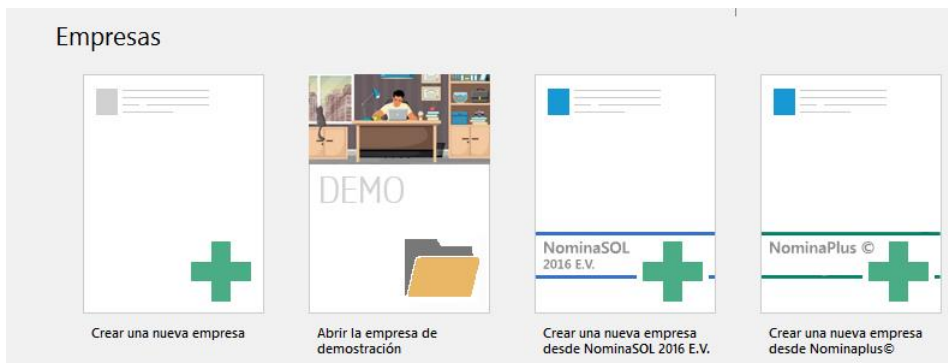 Empresas
DEMO
NominaSOL
2016 E.V.
NominaPlus ©
Crear una nueva empresa
Abrir la empresa de
demostración
Crear una nueva empresa
desde NominaSOL 2016 E.V.
Crear una nueva empresa
desde Nominaplus©